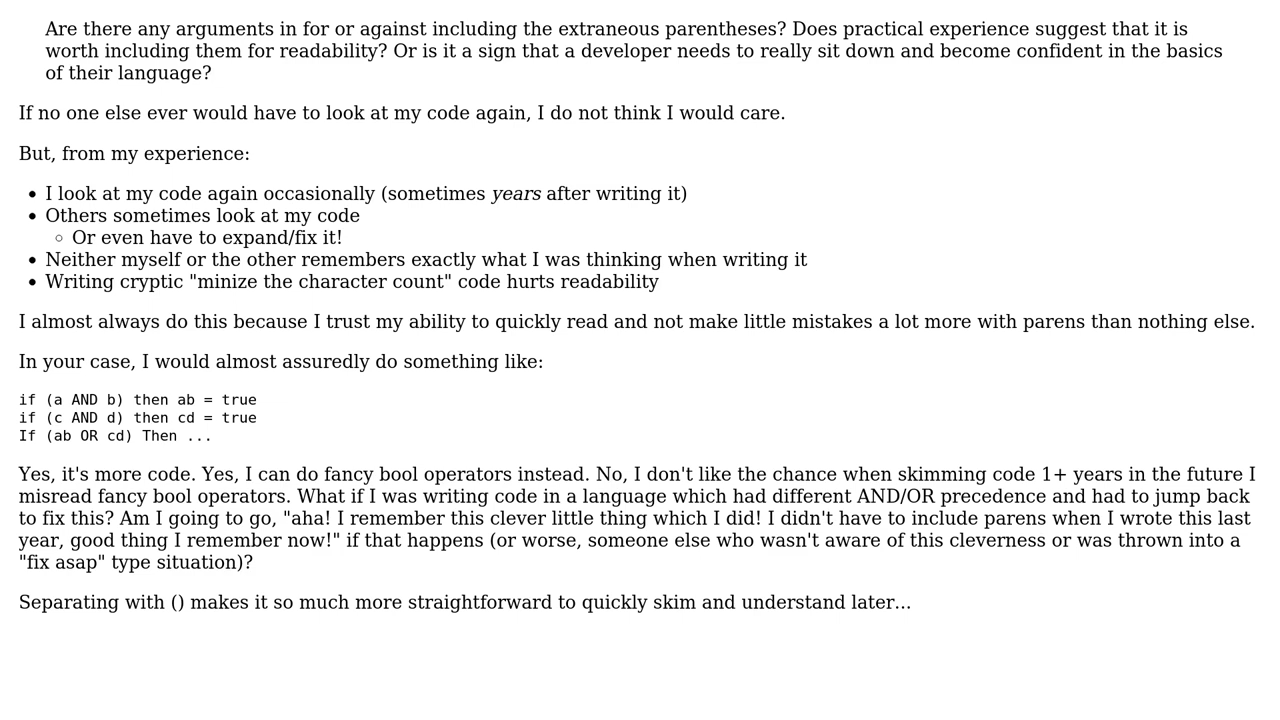 Are there any arguments in for or against including the extraneous parentheses? Does practical experience suggest that it is
worth including them for readability? Or is it a sign that a developer needs to really sit down and become confident in the basics
of their language?
If no one else ever would have to look at my code again, I do not think I would care.
But, from my experience:
• I look at my code again occasionally (sometimes years after writing it)
• Others sometimes look at my code
◦ Or even have to expand/fix it!
• Neither myself or the other remembers exactly what I was thinking when writing it
• Writing cryptic "minize the character count" code hurts readability
I almost always do this because I trust my ability to quickly read and not make little mistakes a lot more with parens than nothing else.
In your case, I would almost assuredly do something like:
if (a AND b) then ab = true
if (c AND d) then cd = true
If (ab OR cd) Then ...
Yes, it's more code. Yes, I can do fancy bool operators instead. No, I don't like the chance when skimming code 1+ years in the future I
misread fancy bool operators. What if I was writing code in a language which had different AND/OR precedence and had to jump back
to fix this? Am I going to go, "aha! I remember this clever little thing which I did! I didn't have to include parens when I wrote this last
year, good thing I remember now!" if that happens (or worse, someone else who wasn't aware of this cleverness or was thrown into a
"fix asap" type situation)?
Separating with () makes it so much more straightforward to quickly skim and understand later...